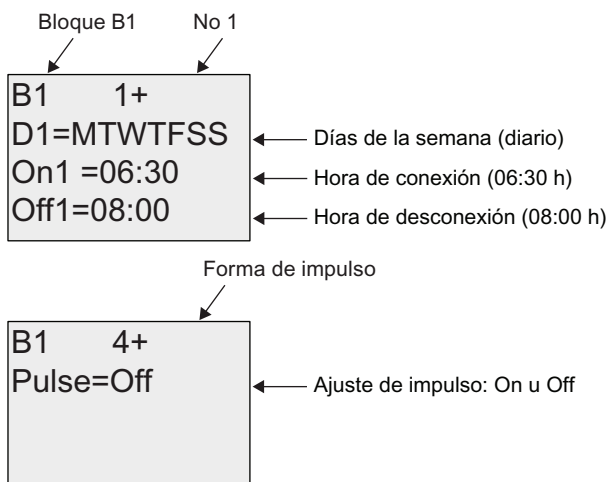 Bloque B1 No 1
B1 1+
D1=MTWTFSS
Días de la semana (diario)
On1 =06:30
Hora de conexión (06:30 h)
Off1=08:00
Hora de desconexión (08:00 h)
Forma de impulso
B1 4+
Pulse=Off
Ajuste de impulso: On u Off